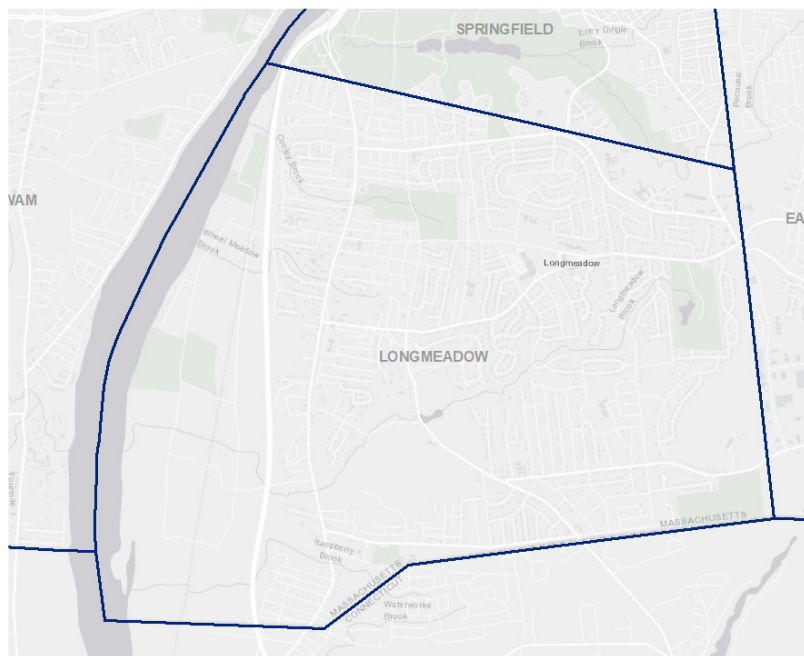 SPRINGFIELD
Entry Dingle
Brook
Pecousic
Brook
Cooley Brook
WAM
EA
Wheel Meadow
Brook
Longmeadow
Longmeadow
Brook
LONGMEADOW
MASSACHUSETTS
Raspberry
Brook
MASSACHUSETTS
CONNECTICUT
Waterworks
Brook